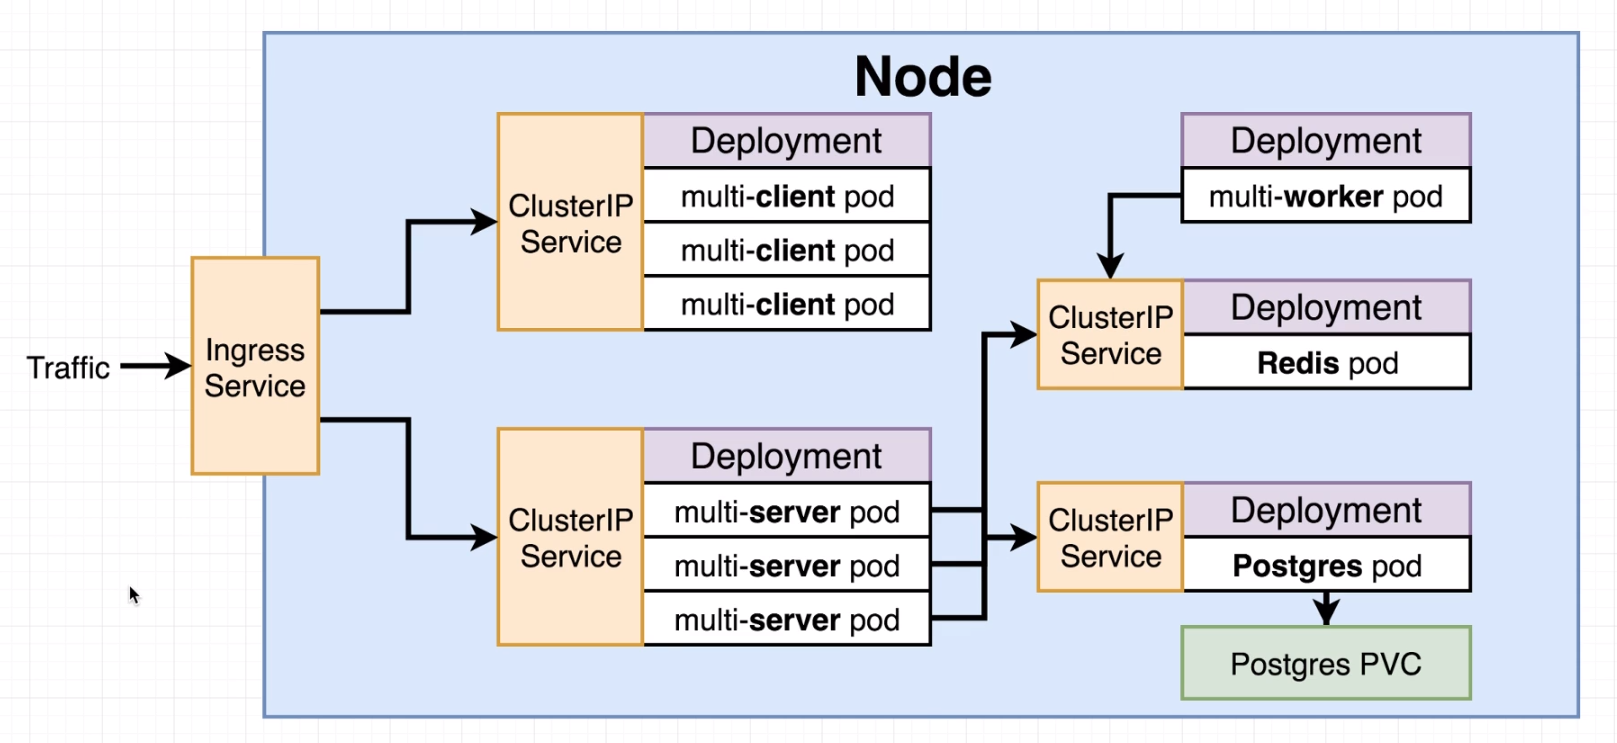 Node
Traffic
Ingress
Service
ClusterIP
Service
Deployment
multi-client pod
multi-client pod
multi-client pod
ClusterIP
Service
Deployment
multi-server pod
multi-server pod
multi-server pod
Deployment
multi-worker pod
ClusterIP
Service
Deployment
Redis pod
ClusterIP
Service
Deployment
Postgres pod
Postgres PVC